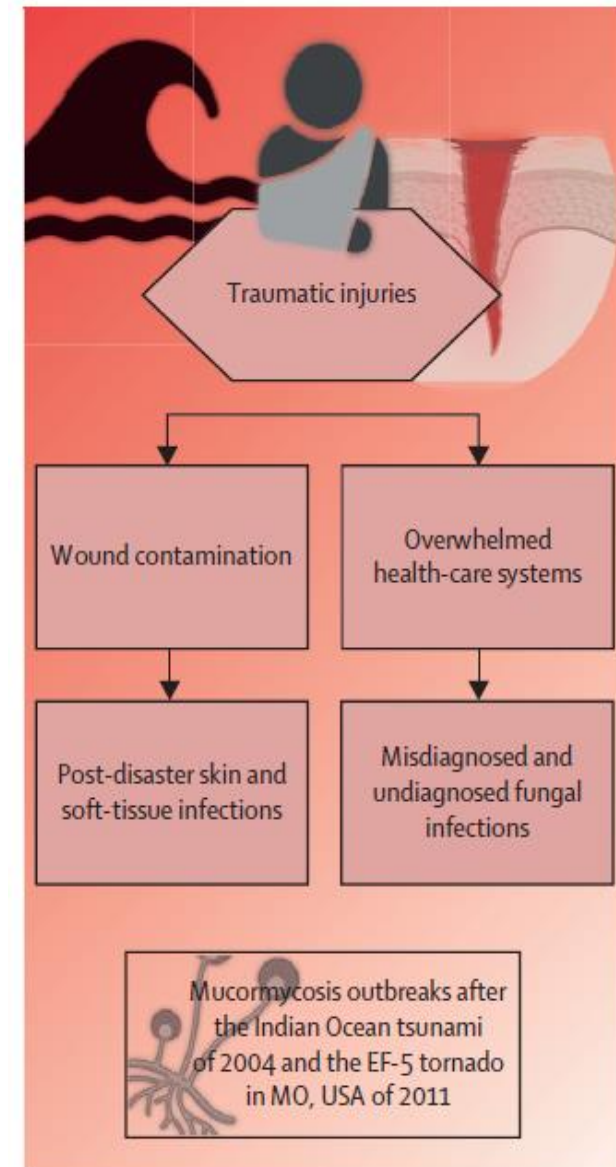 Traumatic injuries
Wound contamination
Overwhelmed
health-care systems
Post-disaster skin and
soft-tissue infections
Misdiagnosed and
undiagnosed fungal
infections
Mucormycosis outbreaks after
the Indian Ocean tsunami
of 2004 and the EF-5 tornado
in MO, USA of 2011